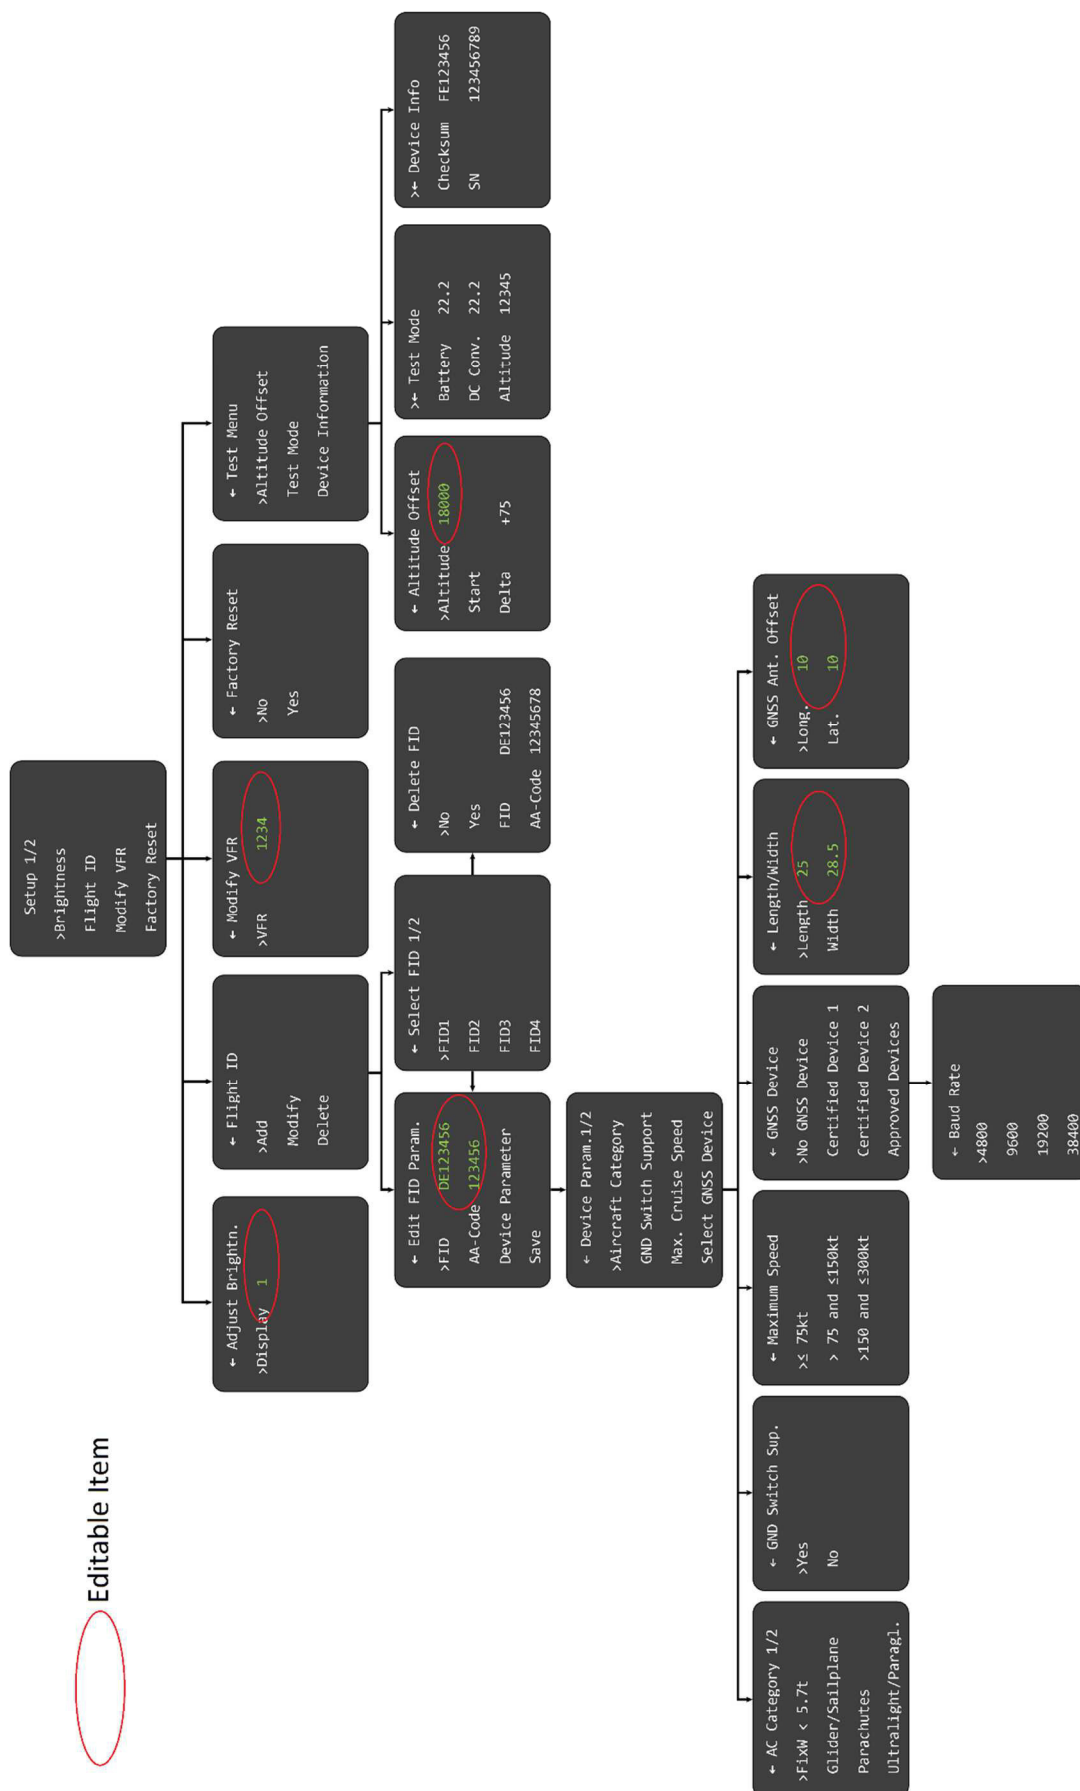 Editable Item
Setup 1/2
>Brightness
Flight ID
Modify VFR
Factory Reset
← Adjust Brightn.
>Display 1
← Flight ID
>Add
Modify
Delete
← Modify VFR
>VFR 1234
← Factory Reset
>No
Yes
← Test Menu
>Altitude Offset
Test Mode
Device Information
← Edit FID Param.
>FID DE123456
AA-Code 123456
Device Parameter
Save
← Select FID 1/2
>FID1
FID2
FID3
FID4
← Delete FID
>No
Yes
FID DE123456
AA-Code 12345678
← Altitude Offset
>Altitude 18000
Start
Delta +75
>← Test Mode
Battery 22.2
DC Conv. 22.2
Altitude 12345
>← Device Info
Checksum FE123456
SN 123456789
← Device Param.1/2
>Aircraft Category
GND Switch Support
Max. Cruise Speed
Select GNSS Device
← AC Category 1/2
>FixW < 5.7t
Glider/Sailplane
Parachutes
Ultralight/Paragl.
← GND Switch Sup.
>Yes
No
← Maximum Speed
>≤ 75kt
> 75 and ≤150kt
>150 and ≤300kt
← GNSS Device
>No GNSS Device
Certified Device 1
Certified Device 2
Approved Devices
← Length/Width
>Length 25
Width 28.5
← GNSS Ant. Offset
>Long. 10
Lat. 10
← Baud Rate
>4800
9600
19200
38400